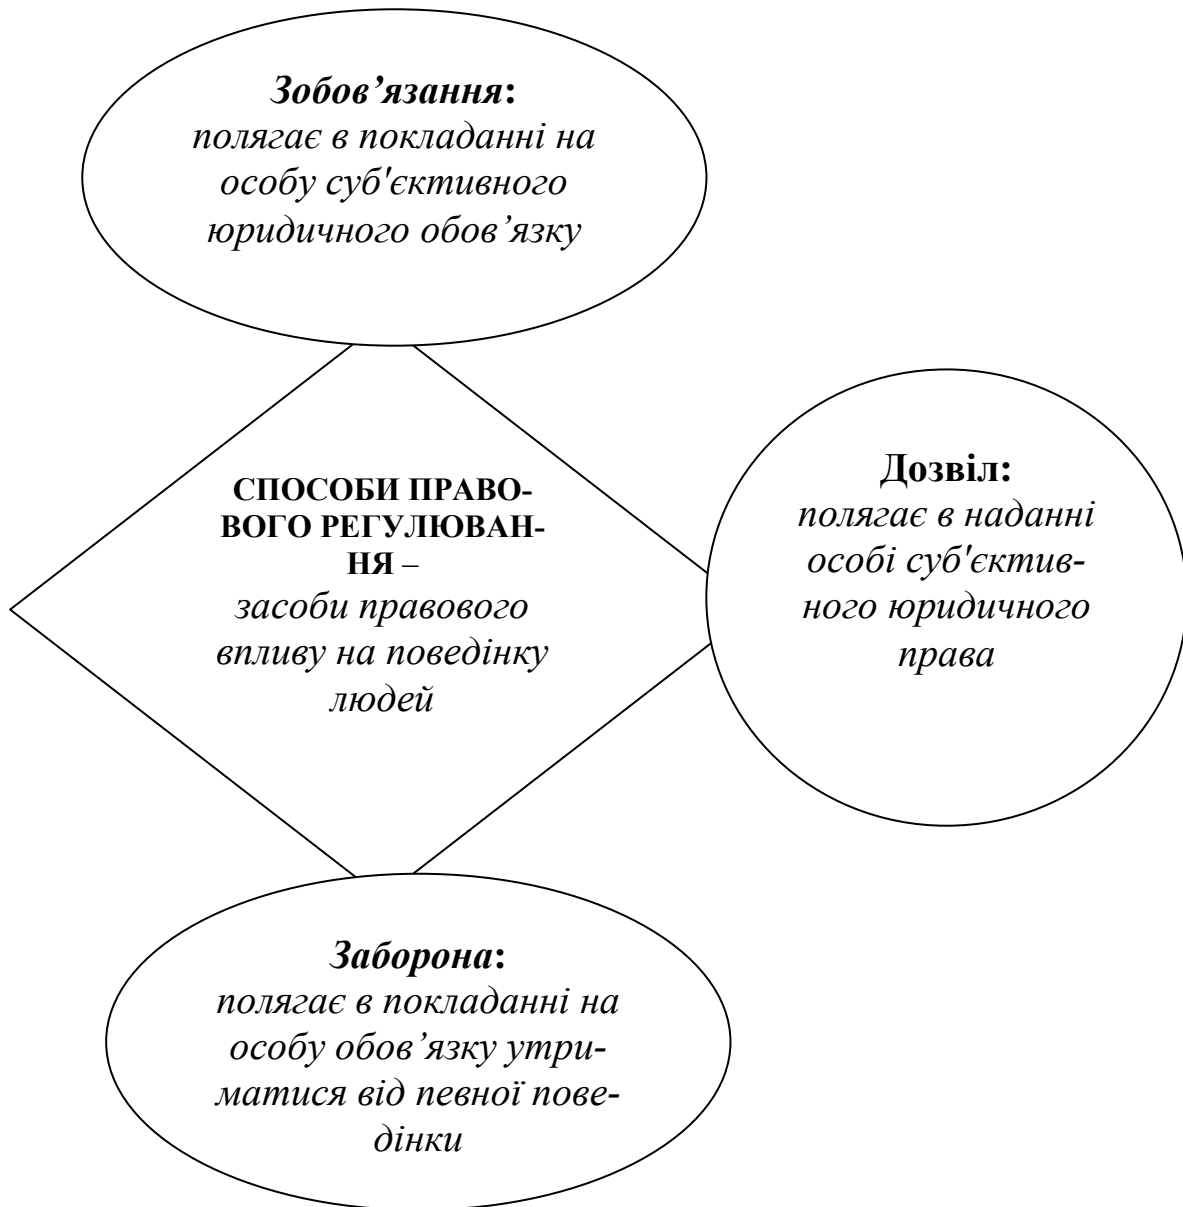 Зобов’язання:
полягає в покладанні на
особу суб'єктивного
юридичного обов’язку
СПОСОБИ ПРАВО-
ВОГО РЕГУЛЮВАН-
НЯ –
засоби правового
впливу на поведінку
людей
Дозвіл:
полягає в наданні
особі суб'єктив-
ного юридичного
права
Заборона:
полягає в покладанні на
особу обов’язку утри-
матися від певної пове-
дінки